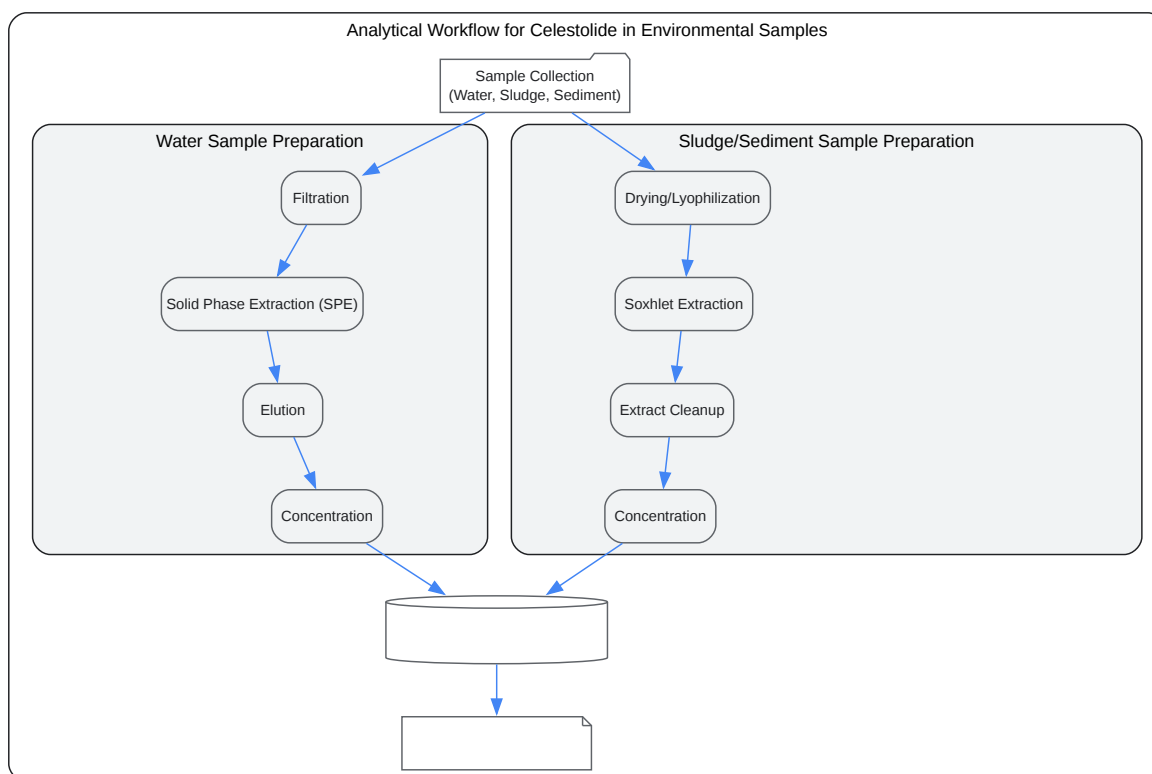 Analytical Workflow for Celestolide in Environmental Samples
Sample Collection
(Water, Sludge, Sediment)
Water Sample Preparation
Filtration
Solid Phase Extraction (SPE)
Elution
Concentration
Sludge/Sediment Sample Preparation
Drying/Lyophilization
Soxhlet Extraction
Extract Cleanup
Concentration